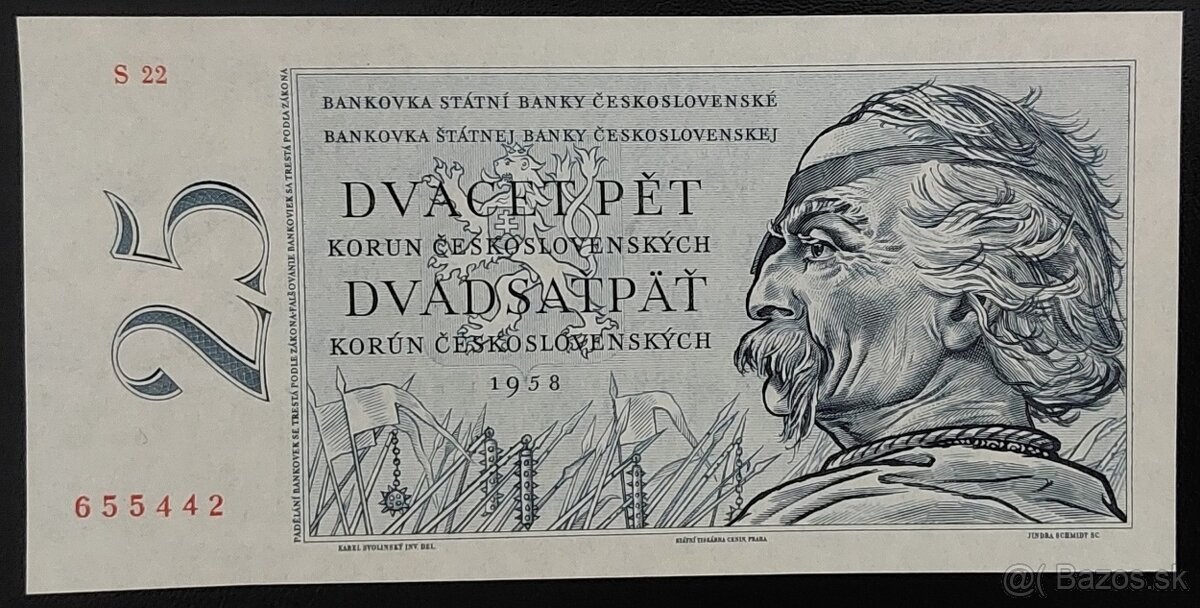 S 22
BANKOVKA STÁTNÍ BANKY ČESKOSLOVENSKÉ
BANKOVKA ŠTÁTNEJ BANKY ČESKOSLOVENSKEJ
DVACET PĚT
KORUN ČESKOSLOVENSKÝCH
DVADSAŤPÄŤ
KORÚN ČESKOSLOVENSKÝCH
1958
25
PADĚLÁNÍ BANKOVEK SE TRESTÁ PODLE ZÁKONA-FALŠOVANIE BANKOVIEK SA TRESTÁ PODĽA ZÁKONA
655442
KAREL SVOLINSKÝ INV. DEL.
STÁTNÍ TISKÁRNA CENIN, PRAHA
JINDRA SCHMIDT SC.
@( Bazos.sk